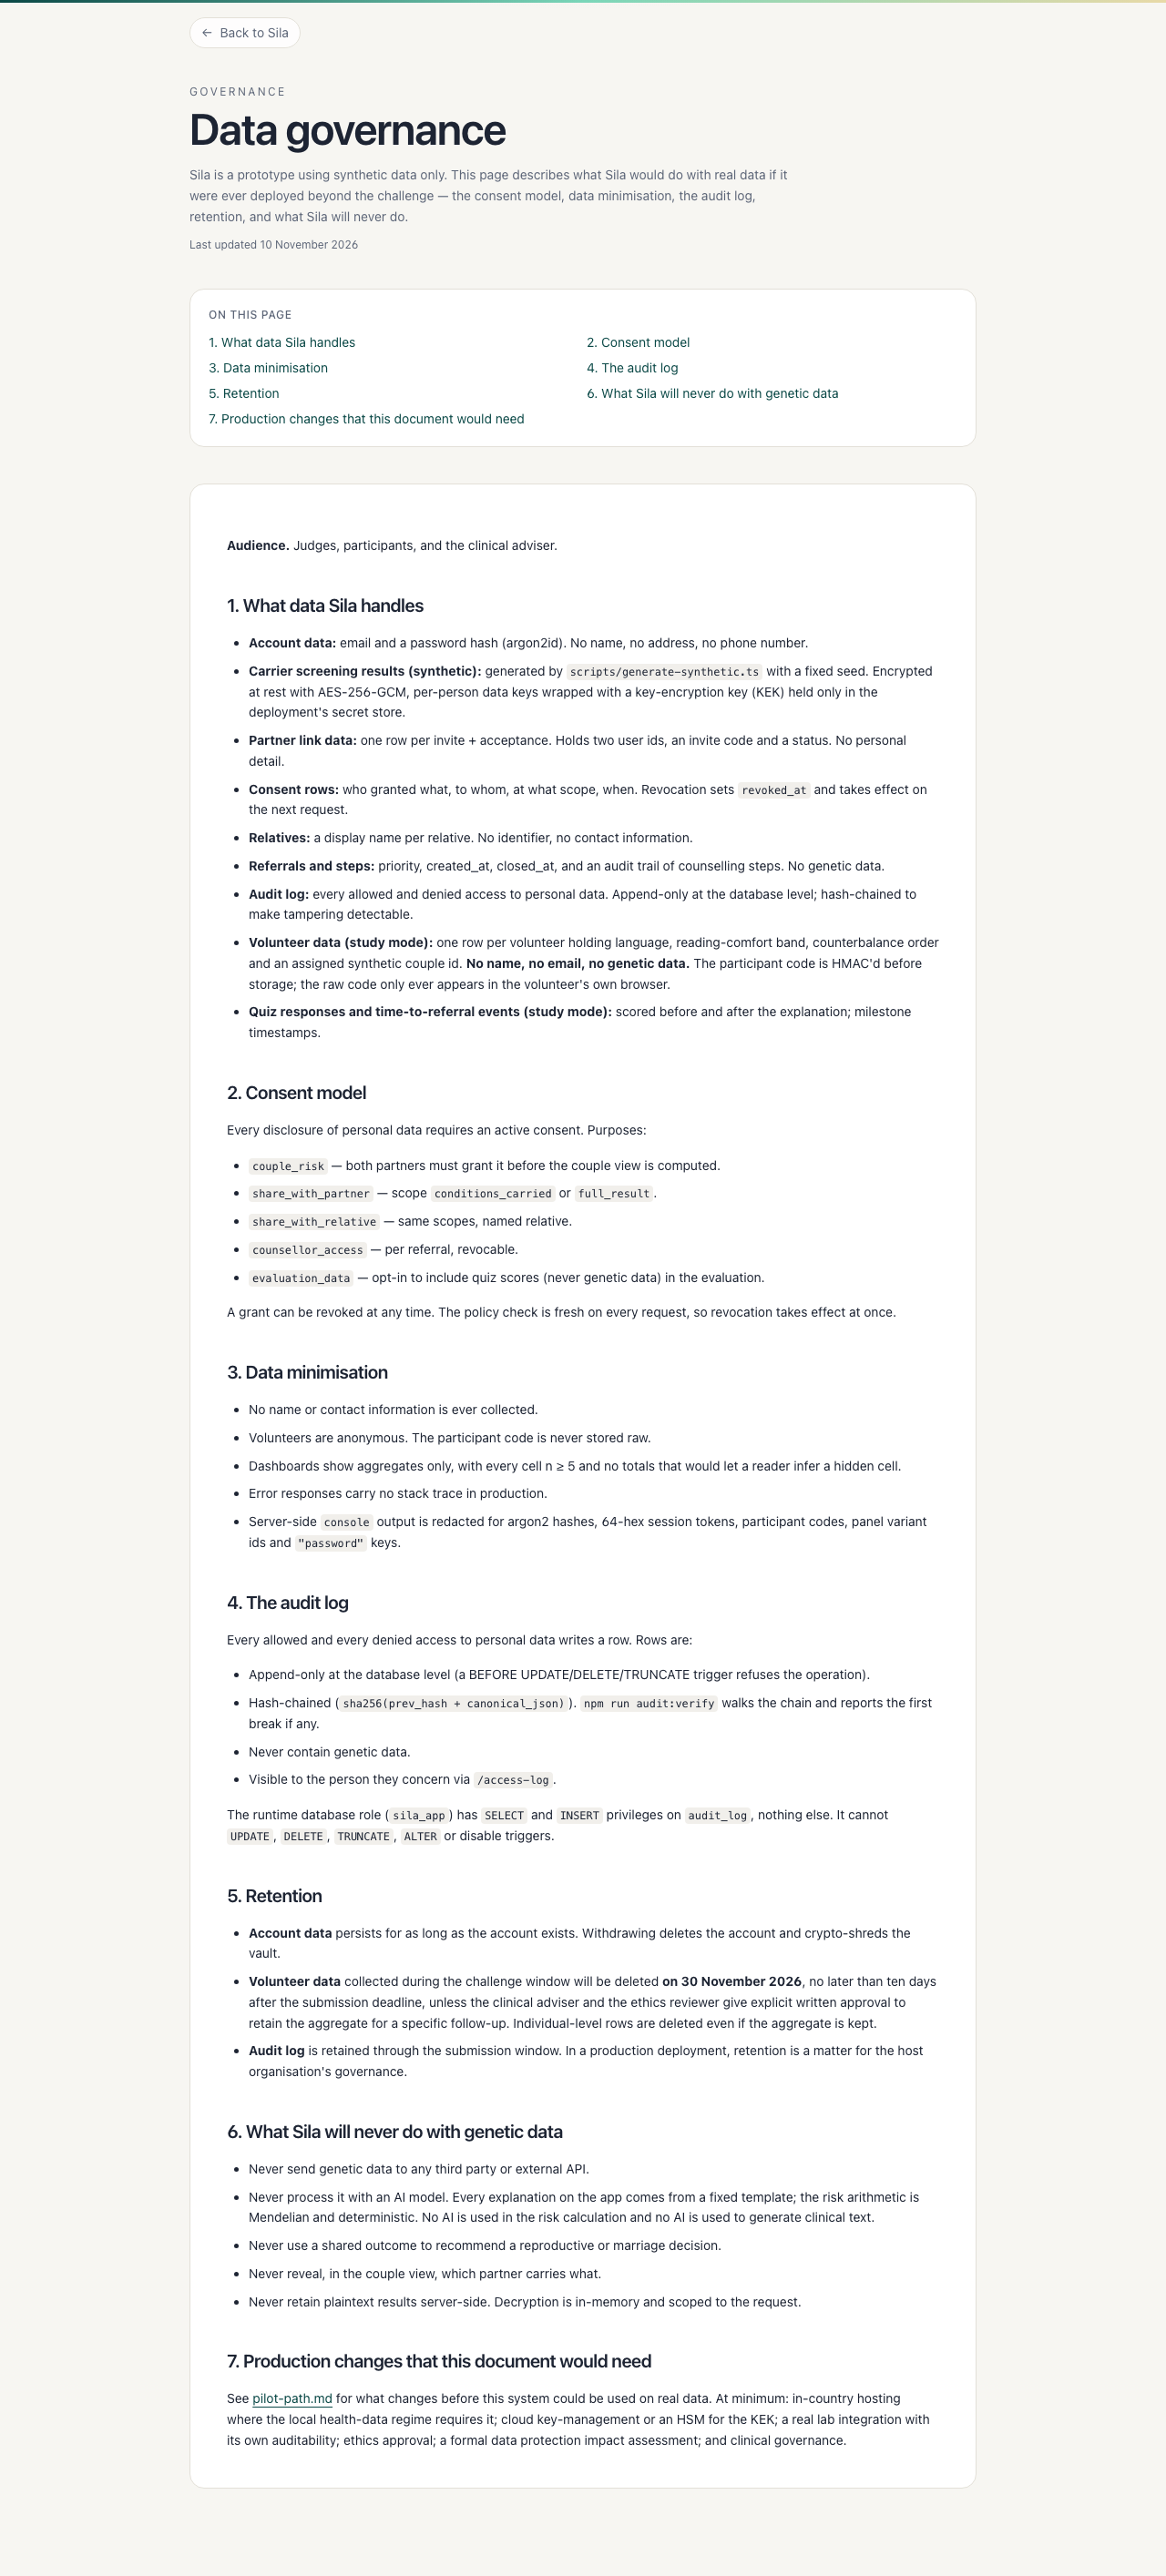 ← Back to Sila
GOVERNANCE
Data governance
Sila is a prototype using synthetic data only. This page describes what Sila would do with real data if it
were ever deployed beyond the challenge — the consent model, data minimisation, the audit log,
retention, and what Sila will never do.
Last updated 10 November 2026
ON THIS PAGE
1. What data Sila handles
2. Consent model
3. Data minimisation
4. The audit log
5. Retention
6. What Sila will never do with genetic data
7. Production changes that this document would need
Audience. Judges, participants, and the clinical adviser.
1. What data Sila handles
• Account data: email and a password hash (argon2id). No name, no address, no phone number.
• Carrier screening results (synthetic): generated by scripts/generate-synthetic.ts with a fixed seed. Encrypted
at rest with AES-256-GCM, per-person data keys wrapped with a key-encryption key (KEK) held only in the
deployment's secret store.
• Partner link data: one row per invite + acceptance. Holds two user ids, an invite code and a status. No personal
detail.
• Consent rows: who granted what, to whom, at what scope, when. Revocation sets revoked_at and takes effect on
the next request.
• Relatives: a display name per relative. No identifier, no contact information.
• Referrals and steps: priority, created_at, closed_at, and an audit trail of counselling steps. No genetic data.
• Audit log: every allowed and denied access to personal data. Append-only at the database level; hash-chained to
make tampering detectable.
• Volunteer data (study mode): one row per volunteer holding language, reading-comfort band, counterbalance order
and an assigned synthetic couple id. No name, no email, no genetic data. The participant code is HMAC'd before
storage; the raw code only ever appears in the volunteer's own browser.
• Quiz responses and time-to-referral events (study mode): scored before and after the explanation; milestone
timestamps.
2. Consent model
Every disclosure of personal data requires an active consent. Purposes:
• couple_risk — both partners must grant it before the couple view is computed.
• share_with_partner — scope conditions_carried or full_result.
• share_with_relative — same scopes, named relative.
• counsellor_access — per referral, revocable.
• evaluation_data — opt-in to include quiz scores (never genetic data) in the evaluation.
A grant can be revoked at any time. The policy check is fresh on every request, so revocation takes effect at once.
3. Data minimisation
• No name or contact information is ever collected.
• Volunteers are anonymous. The participant code is never stored raw.
• Dashboards show aggregates only, with every cell n ≥ 5 and no totals that would let a reader infer a hidden cell.
• Error responses carry no stack trace in production.
• Server-side console output is redacted for argon2 hashes, 64-hex session tokens, participant codes, panel variant
ids and "password" keys.
4. The audit log
Every allowed and every denied access to personal data writes a row. Rows are:
• Append-only at the database level (a BEFORE UPDATE/DELETE/TRUNCATE trigger refuses the operation).
• Hash-chained ( sha256(prev_hash + canonical_json) ). npm run audit:verify walks the chain and reports the first
break if any.
• Never contain genetic data.
• Visible to the person they concern via /access-log.
The runtime database role ( sila_app ) has SELECT and INSERT privileges on audit_log, nothing else. It cannot
UPDATE, DELETE, TRUNCATE, ALTER or disable triggers.
5. Retention
• Account data persists for as long as the account exists. Withdrawing deletes the account and crypto-shreds the
vault.
• Volunteer data collected during the challenge window will be deleted on 30 November 2026, no later than ten days
after the submission deadline, unless the clinical adviser and the ethics reviewer give explicit written approval to
retain the aggregate for a specific follow-up. Individual-level rows are deleted even if the aggregate is kept.
• Audit log is retained through the submission window. In a production deployment, retention is a matter for the host
organisation's governance.
6. What Sila will never do with genetic data
• Never send genetic data to any third party or external API.
• Never process it with an AI model. Every explanation on the app comes from a fixed template; the risk arithmetic is
Mendelian and deterministic. No AI is used in the risk calculation and no AI is used to generate clinical text.
• Never use a shared outcome to recommend a reproductive or marriage decision.
• Never reveal, in the couple view, which partner carries what.
• Never retain plaintext results server-side. Decryption is in-memory and scoped to the request.
7. Production changes that this document would need
See pilot-path.md for what changes before this system could be used on real data. At minimum: in-country hosting
where the local health-data regime requires it; cloud key-management or an HSM for the KEK; a real lab integration with
its own auditability; ethics approval; a formal data protection impact assessment; and clinical governance.